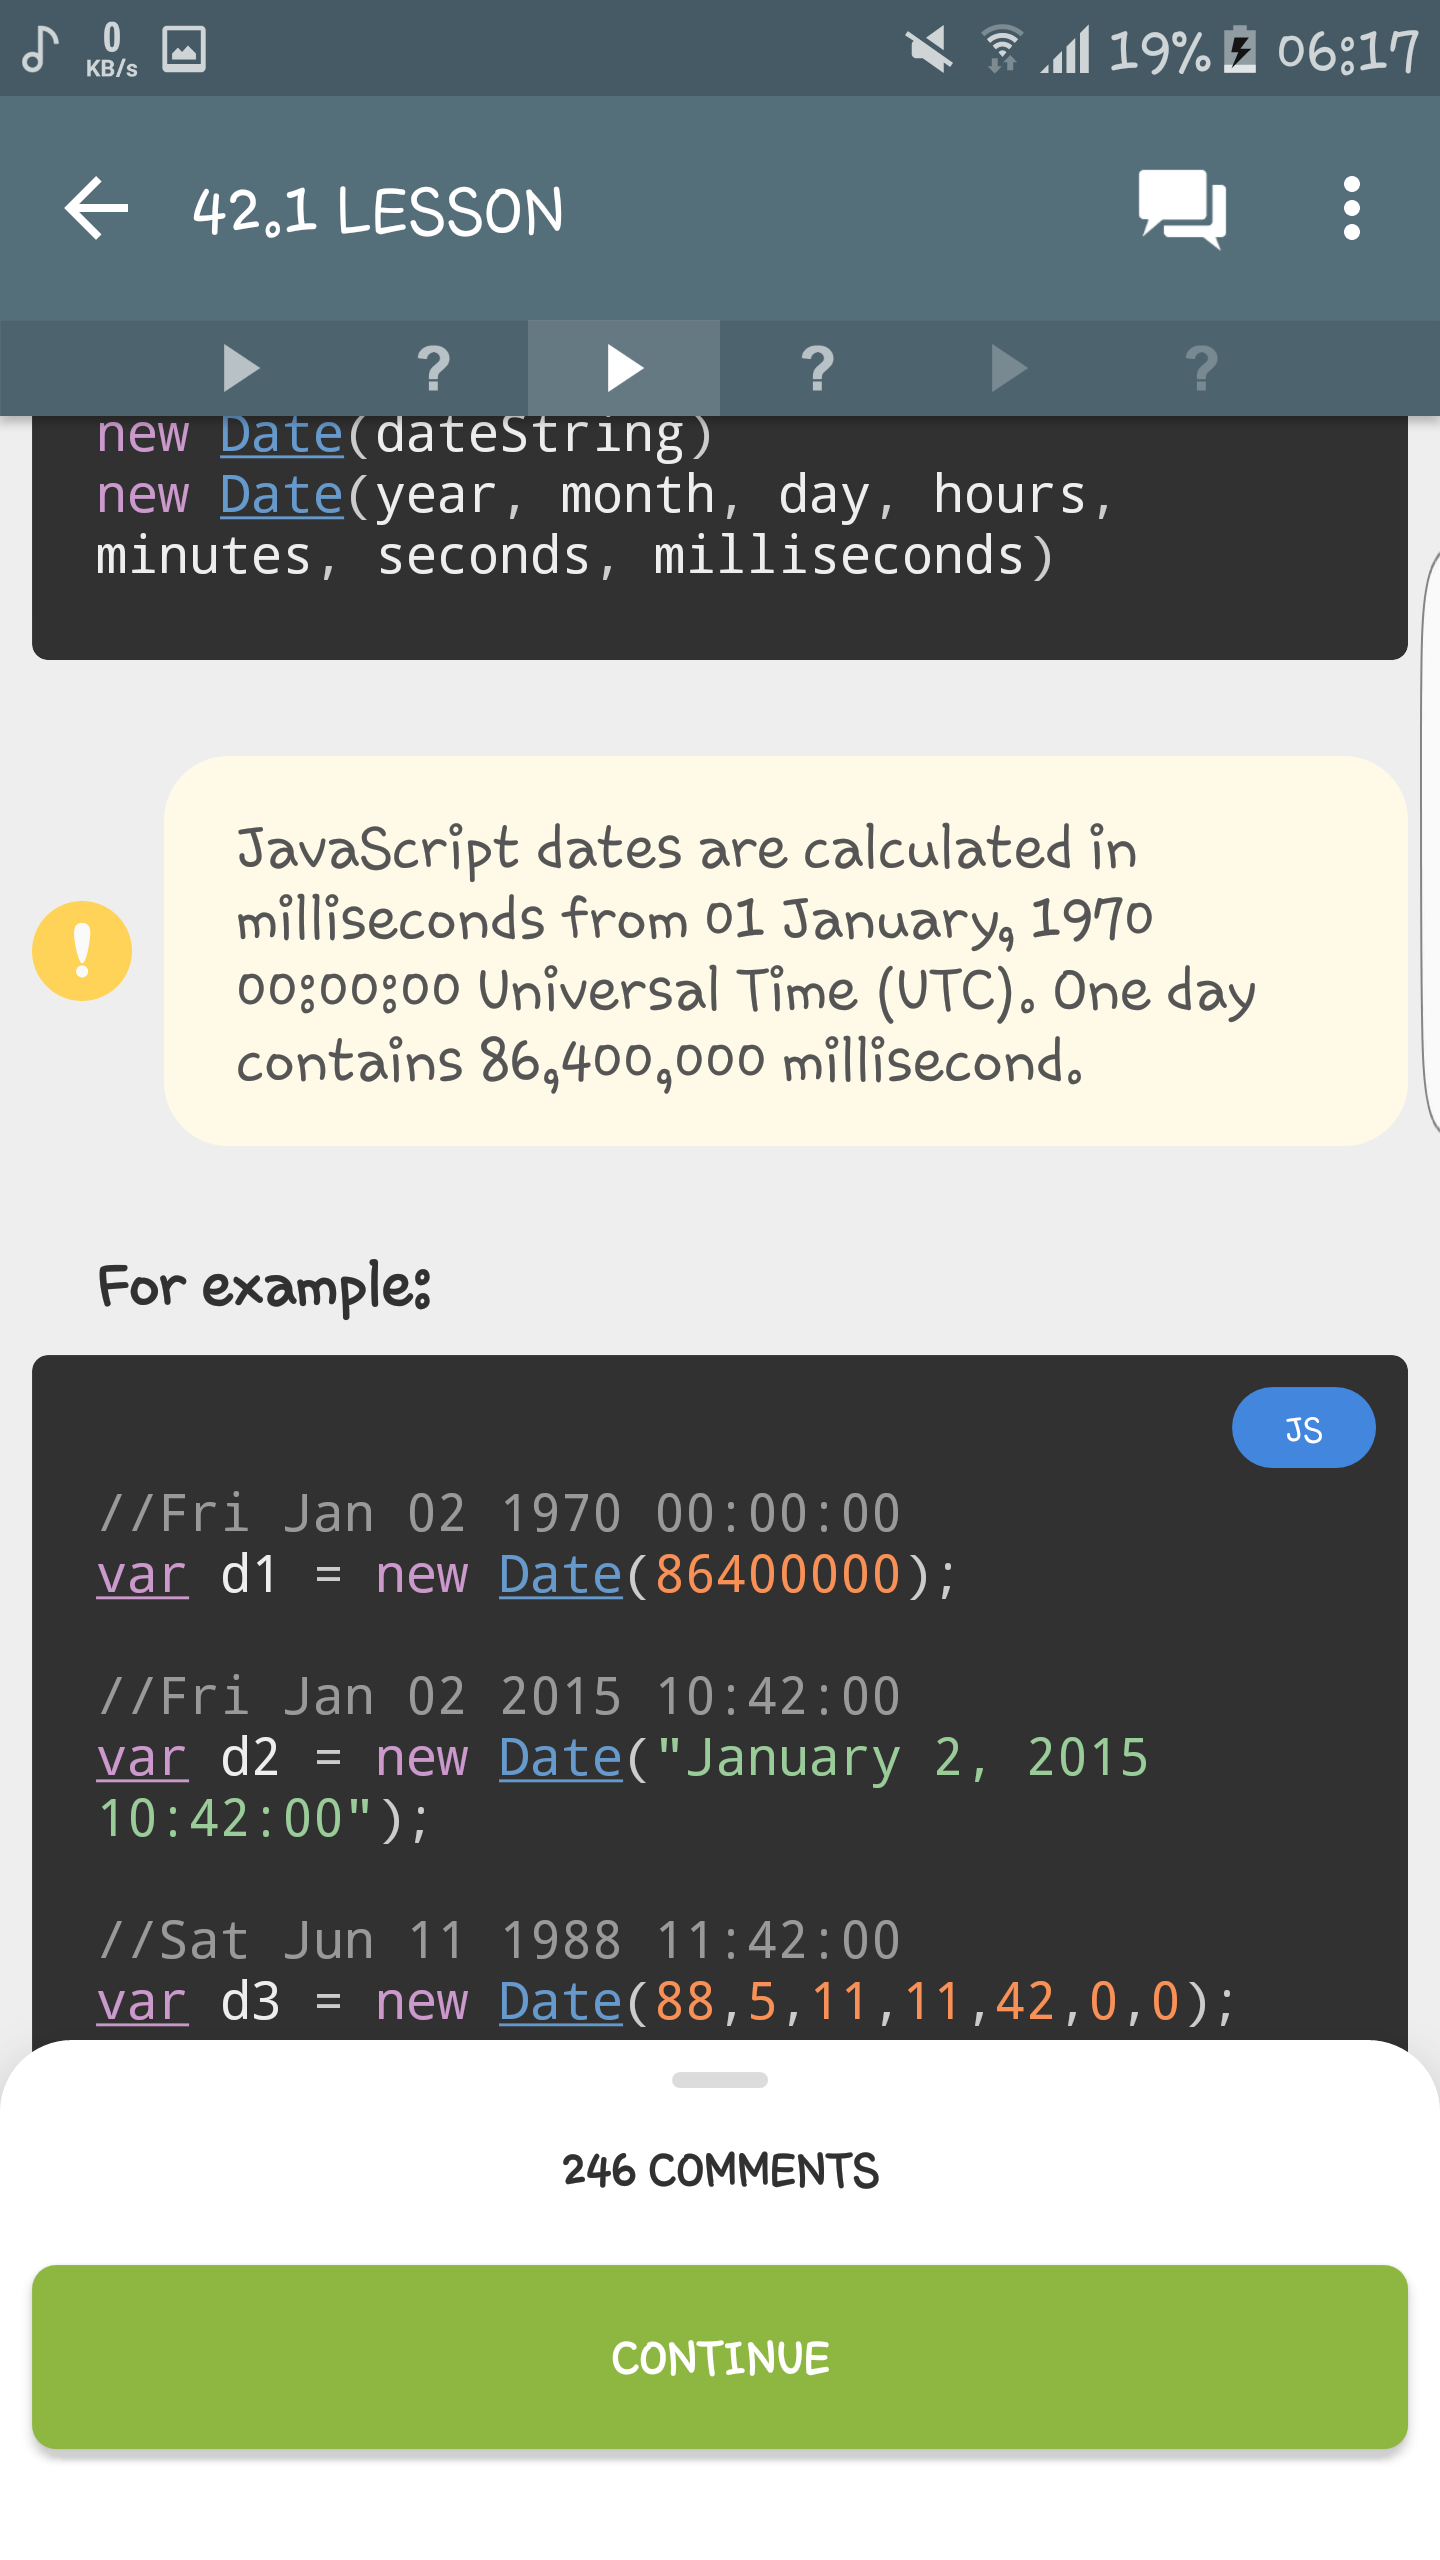 0
KB/s
19%
06:17
42.1 LESSON
? ? ?
new Date(dateString)
new Date(year, month, day, hours,
minutes, seconds, milliseconds)
JavaScript dates are calculated in
milliseconds from 01 January, 1970
00:00:00 Universal Time (UTC). One day
contains 86,400,000 millisecond.
!
For example:
JS
//Fri Jan 02 1970 00:00:00
var d1 = new Date(86400000);
//Fri Jan 02 2015 10:42:00
var d2 = new Date("January 2, 2015
10:42:00");
//Sat Jun 11 1988 11:42:00
var d3 = new Date(88,5,11,11,42,0,0);
246 COMMENTS
CONTINUE